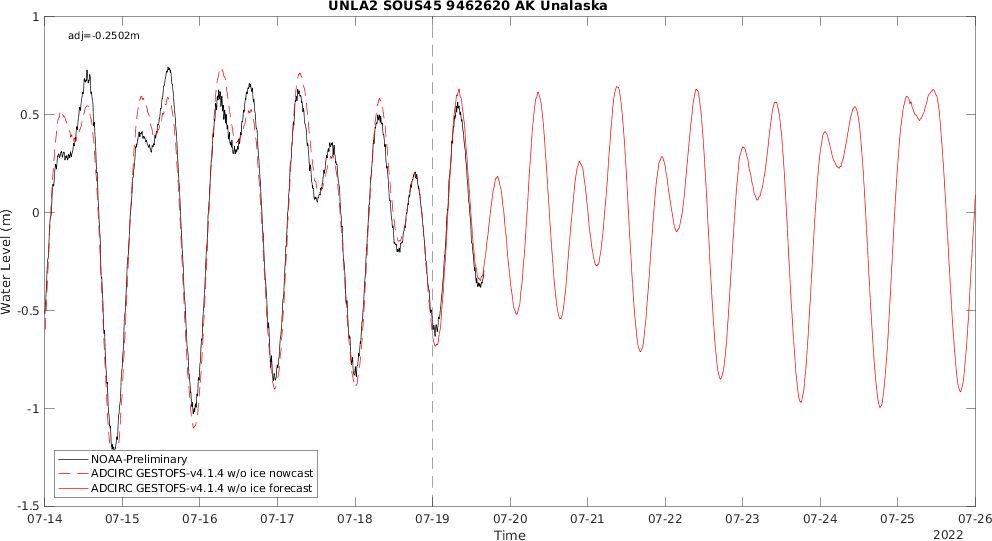 UNLA2 SOUS45 9462620 AK Unalaska
adj=-0.2502m
1
0.5
0
-0.5
-1
-1.5
Water Level (m)
NOAA-Preliminary
ADCIRC GESTOFS-v4.1.4 w/o ice nowcast
ADCIRC GESTOFS-v4.1.4 w/o ice forecast
07-14 07-15 07-16 07-17 07-18 07-19 07-20 07-21 07-22 07-23 07-24 07-25 07-26
Time
2022